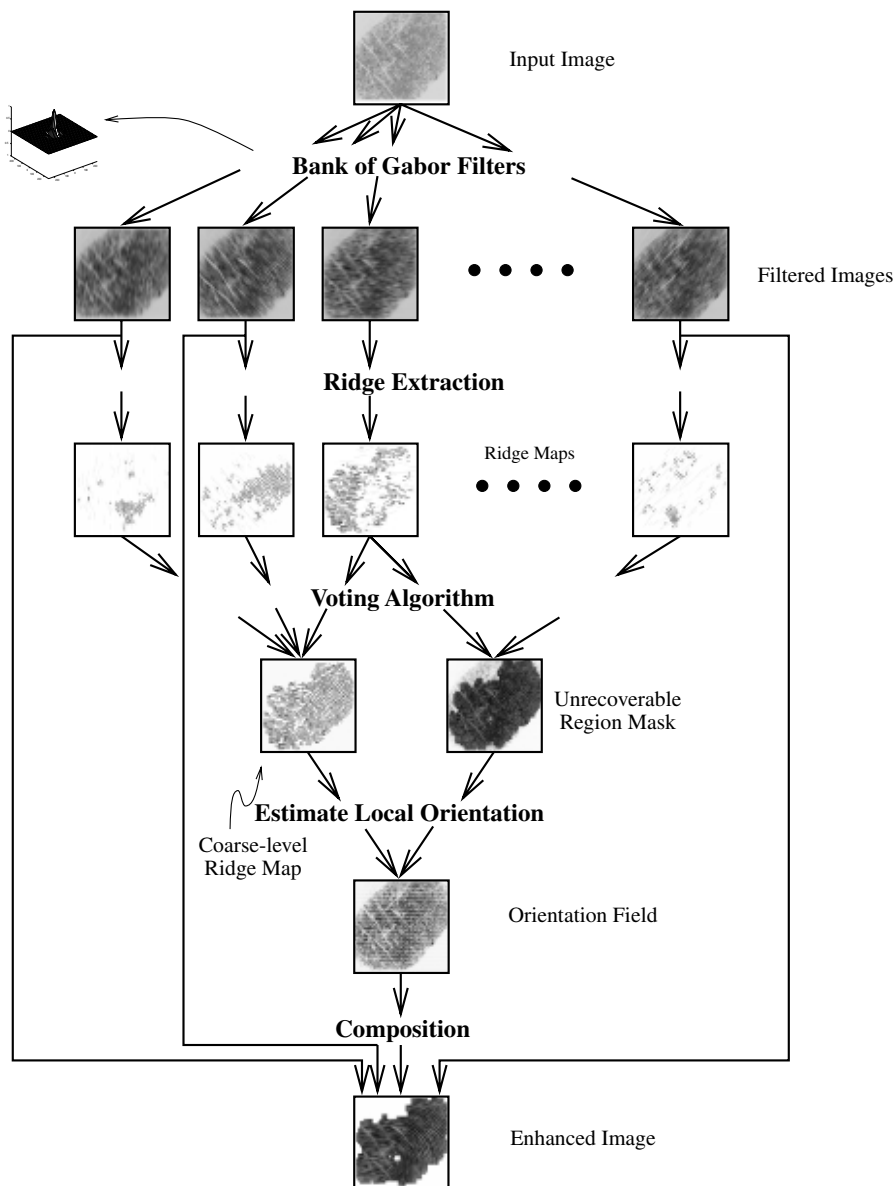 Input Image
Bank of Gabor Filters
Filtered Images
Ridge Extraction
Ridge Maps
Voting Algorithm
Unrecoverable
Region Mask
Estimate Local Orientation
Coarse-level
Ridge Map
Orientation Field
Composition
Enhanced Image